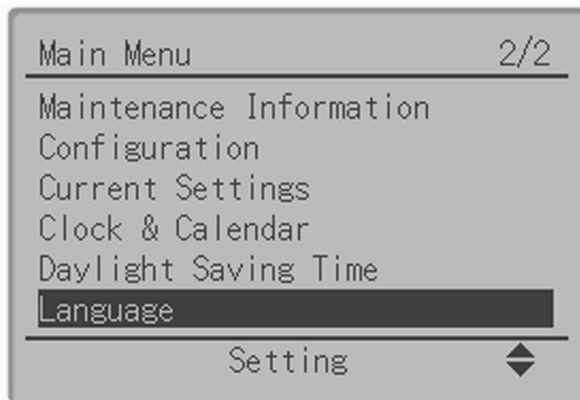 Main Menu 2/2
Maintenance Information
Configuration
Current Settings
Clock & Calendar
Daylight Saving Time
Language
Setting